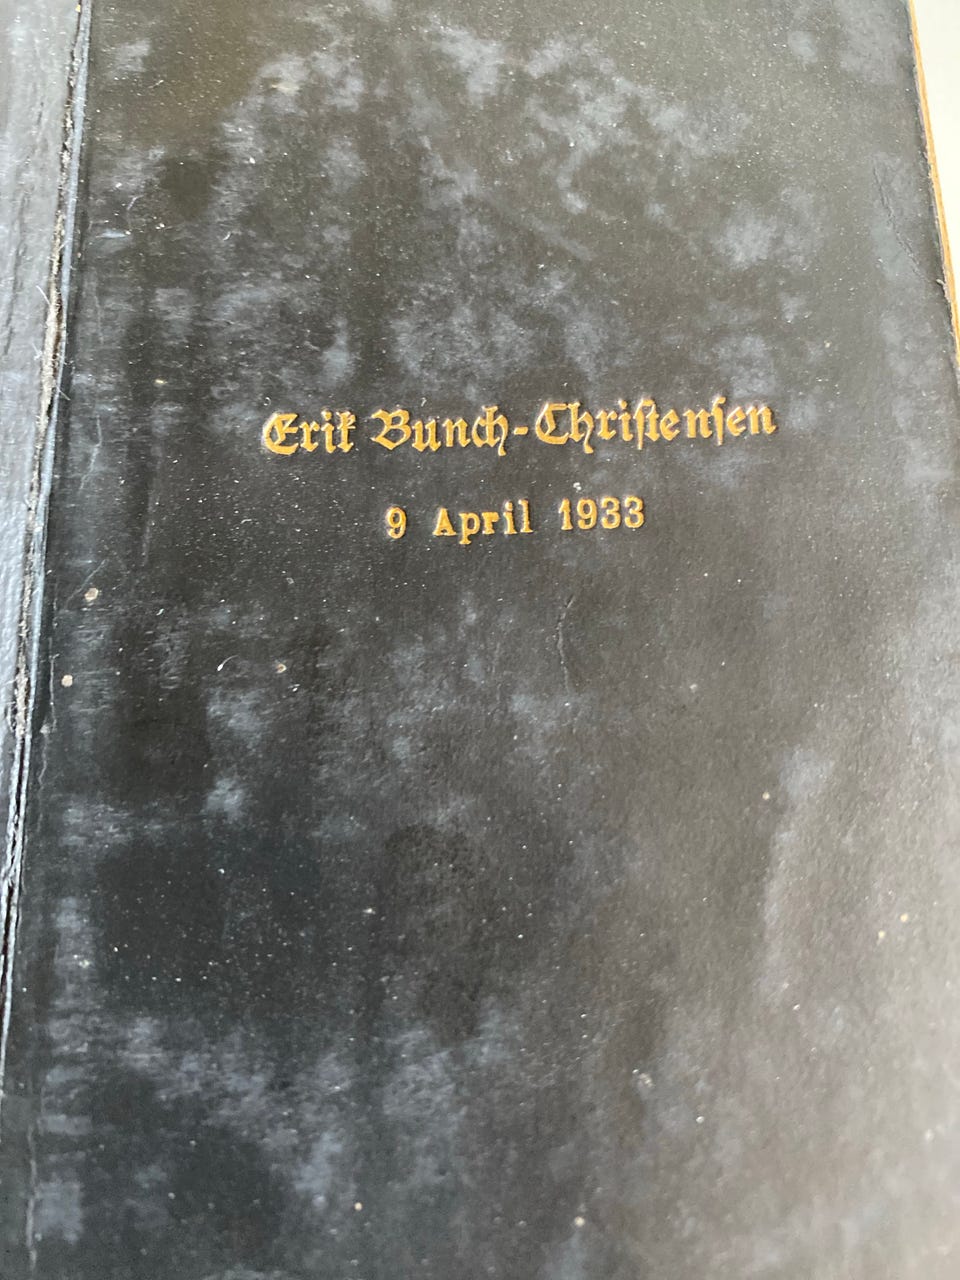 Erik Bunch-Chriſtenſen
9 April 1933